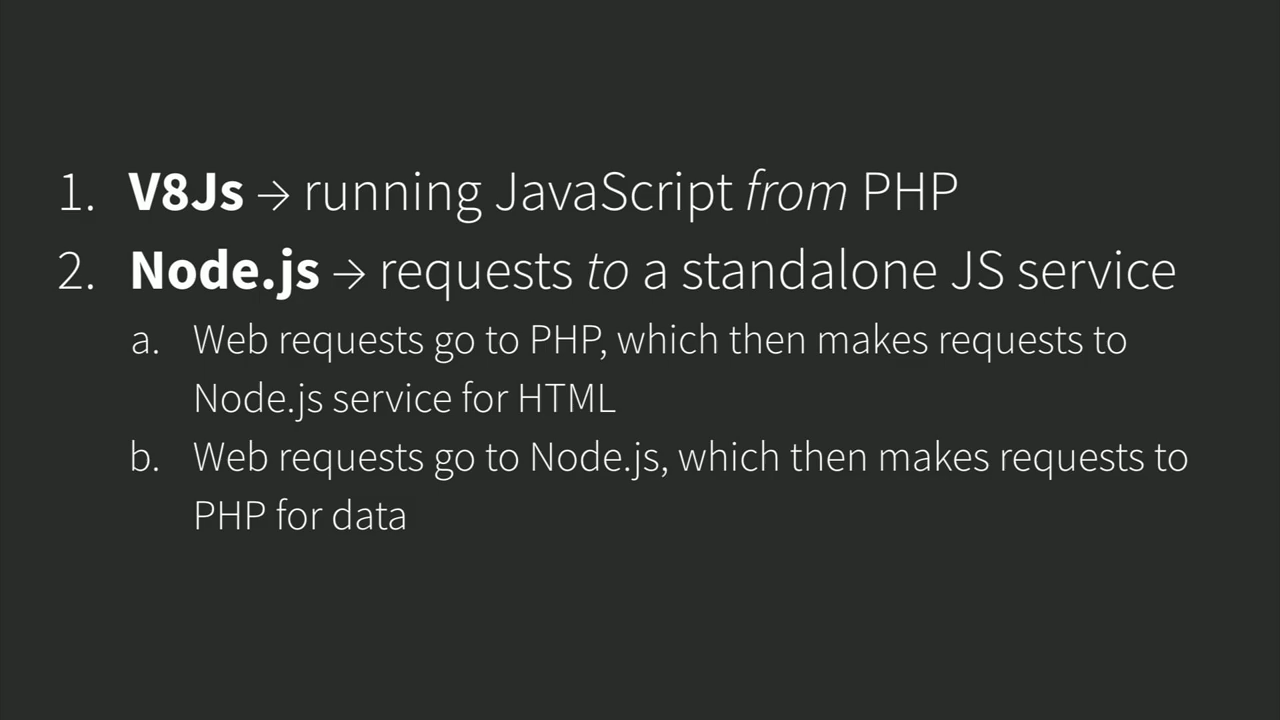 1. V8Js → running JavaScript from PHP
2. Node.js → requests to a standalone JS service
a. Web requests go to PHP, which then makes requests to
Node.js service for HTML
b. Web requests go to Node.js, which then makes requests to
PHP for data